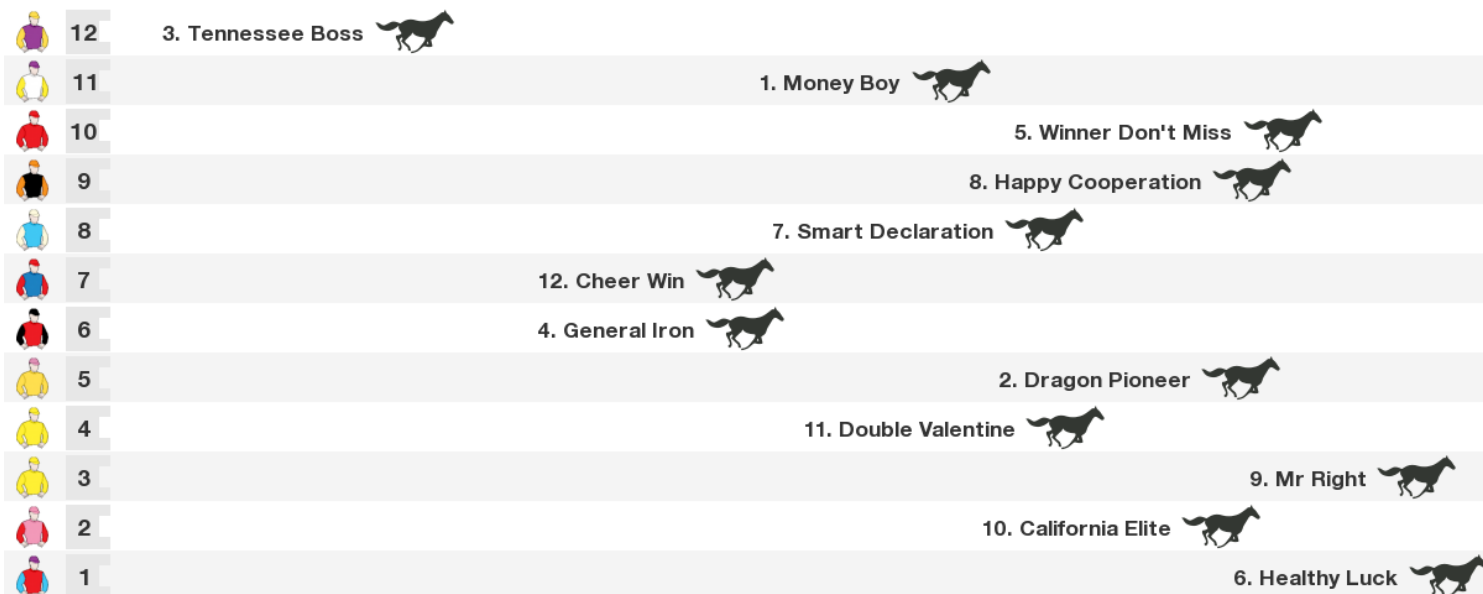 12 3. Tennessee Boss
11 1. Money Boy
10 5. Winner Don't Miss
9 8. Happy Cooperation
8 7. Smart Declaration
7 12. Cheer Win
6 4. General Iron
5 2. Dragon Pioneer
4 11. Double Valentine
3 9. Mr Right
2 10. California Elite
1 6. Healthy Luck